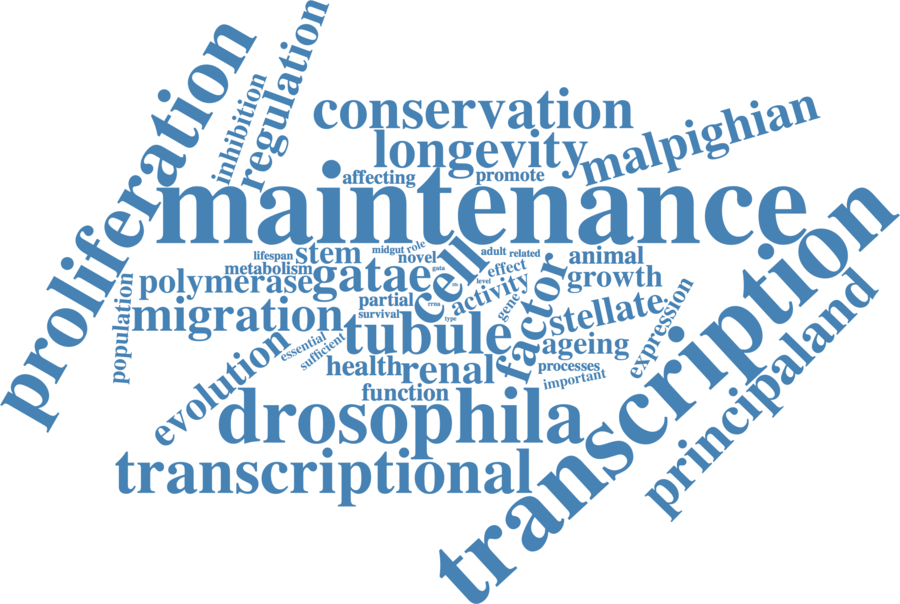 proliferation
inhibition
regulation
conservation
longevity
malpighian
affecting
promote
maintenance
lifespan
stem
midgut
role
novel
adult
related
animal
metabolism
polymerase
gatae
gata
cell
effect
level
activity
growth
population
migration
partial
survival
rrna
type
gene
factor
stellate
expression
transcription
essential
sufficient
tubule
ageing
evolution
health
renal
processes
important
function
principaland
drosophila
transcriptional